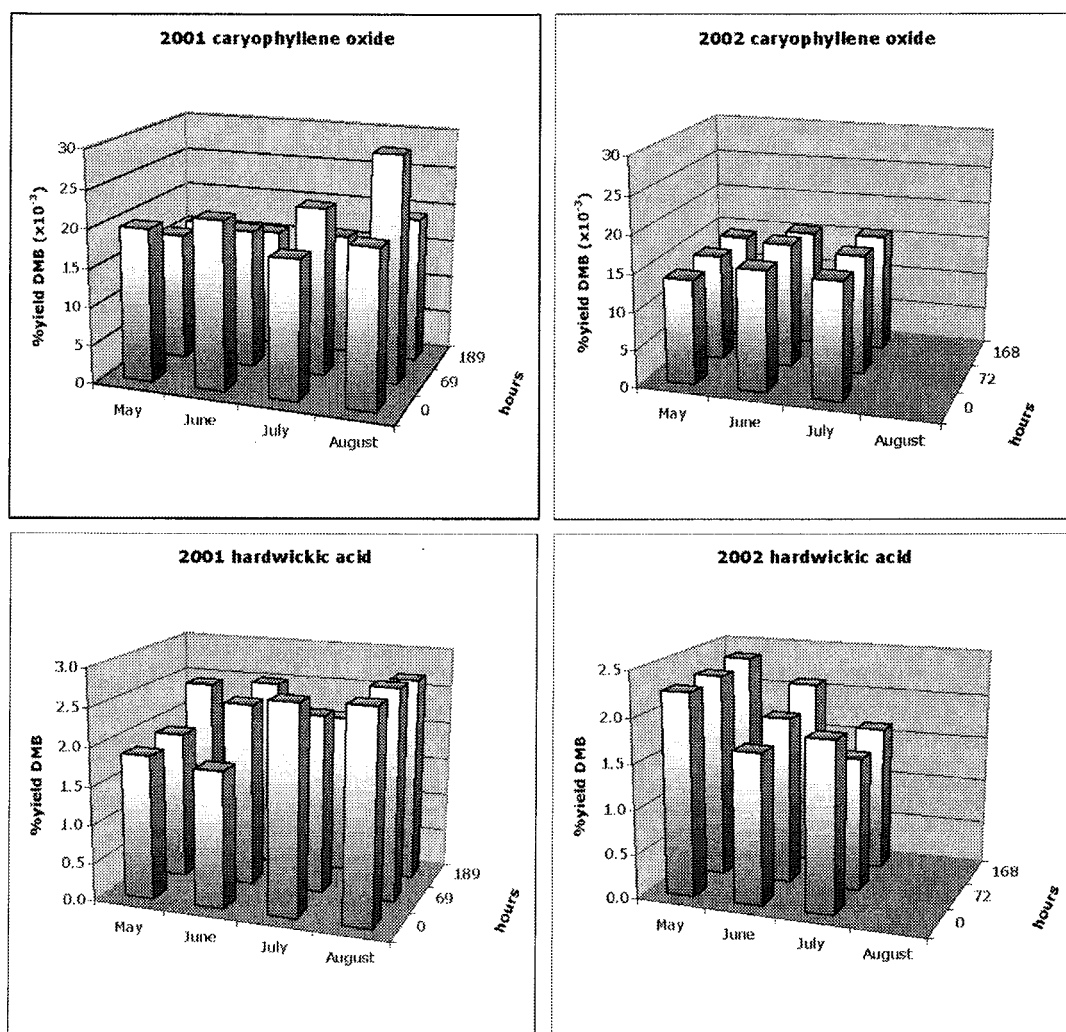 2001 caryophyllene oxide
%yield DMB (x10⁻³)
30
25
20
15
10
5
0
May
June
July
August
0
69
189
hours
2002 caryophyllene oxide
%yield DMB (x10⁻³)
30
25
20
15
10
5
0
May
June
July
August
0
72
168
hours
2001 hardwickic acid
%yield DMB
3.0
2.5
2.0
1.5
1.0
0.5
0.0
May
June
July
August
0
69
189
hours
2002 hardwickic acid
%yield DMB
2.5
2.0
1.5
1.0
0.5
0.0
May
June
July
August
0
72
168
hours